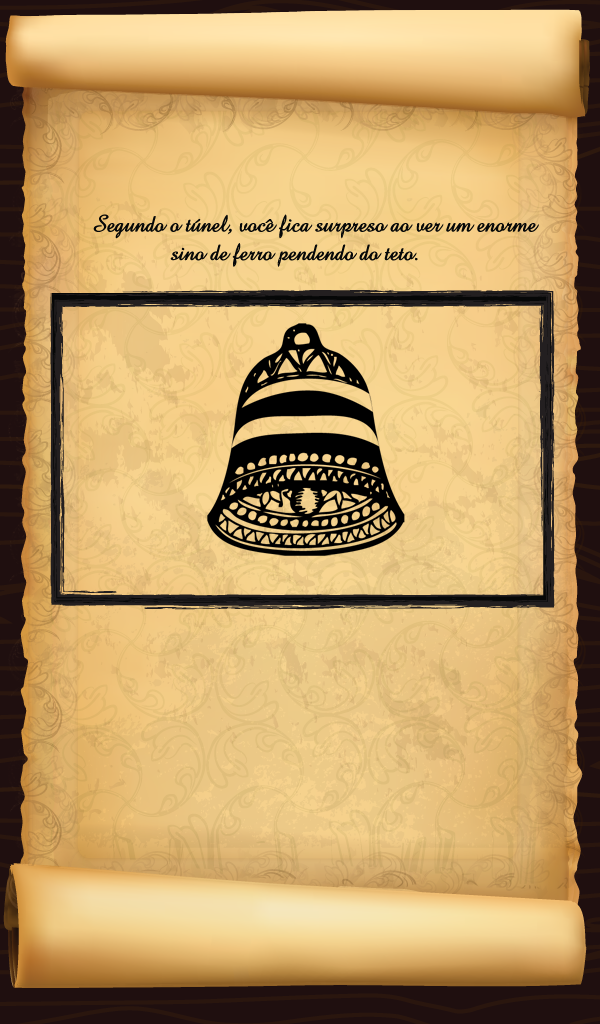 Segundo o túnel, você fica surpreso ao ver um enorme
sino de ferro pendendo do teto.